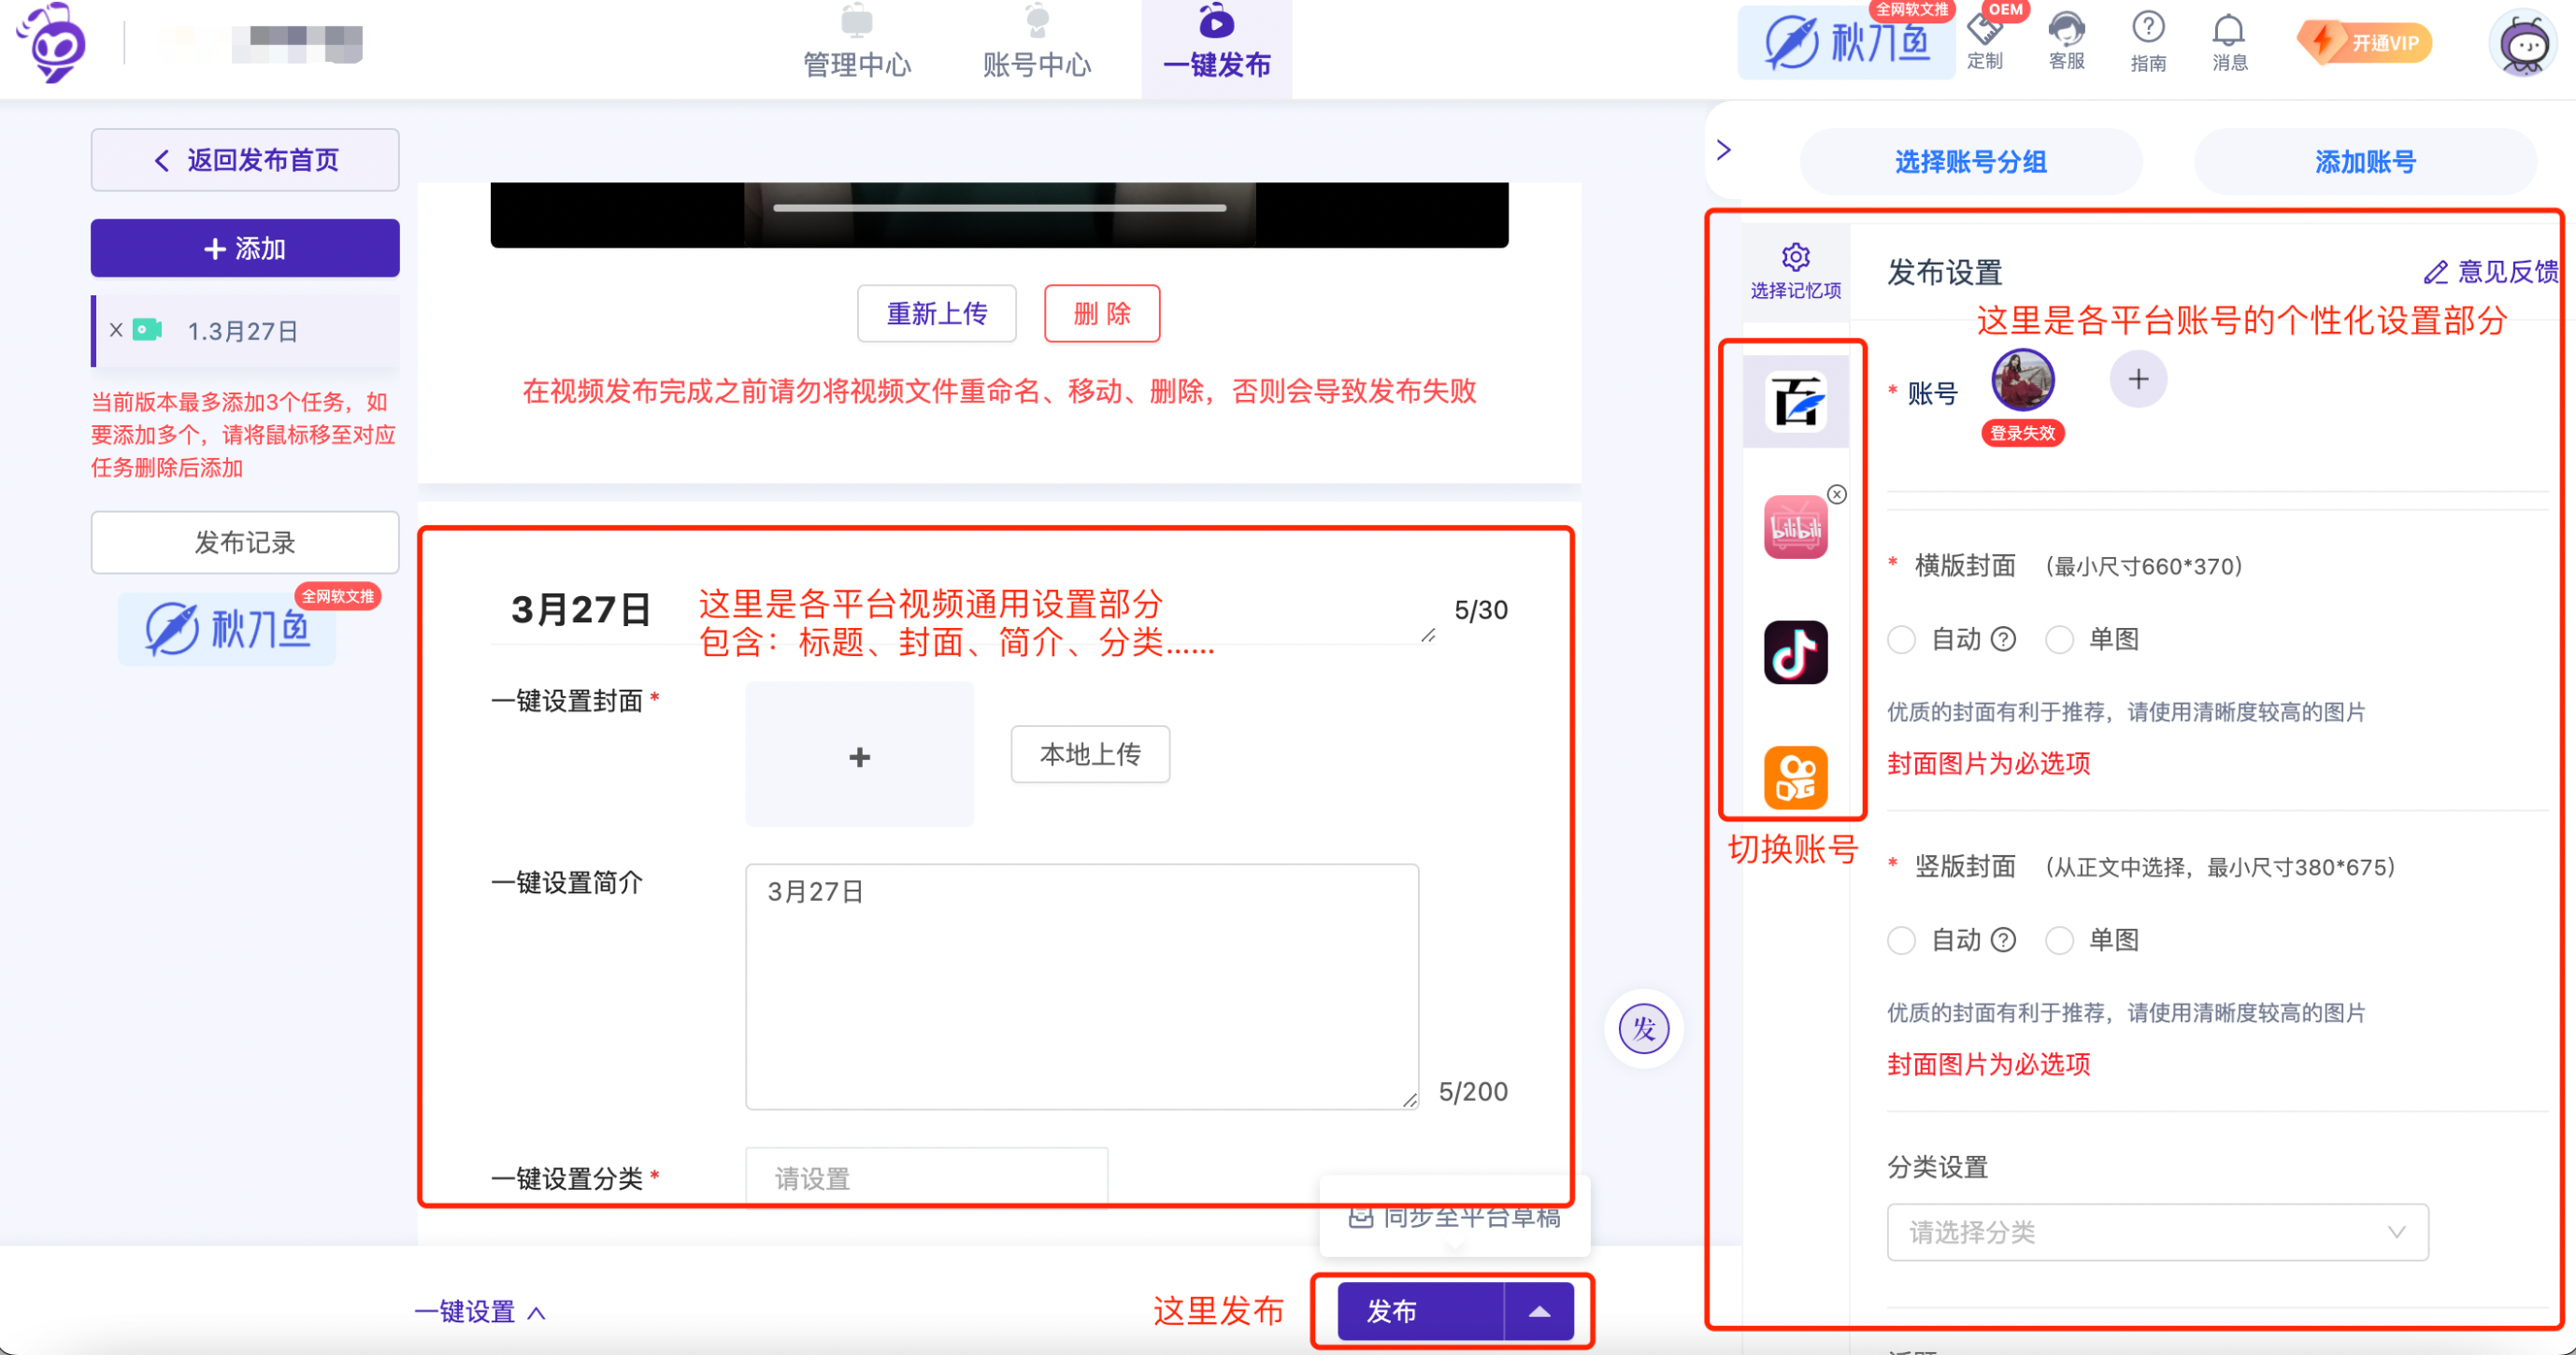 管理中心
账号中心
一键发布
秋刀鱼
全网软文推
OEM
定制
客服
指南
消息
开通VIP
返回发布首页
+ 添加
X 1.3月27日
当前版本最多添加3个任务，如
要添加多个，请将鼠标移至对应
任务删除后添加
发布记录
全网软文推
秋刀鱼
重新上传
删 除
在视频发布完成之前请勿将视频文件重命名、移动、删除，否则会导致发布失败
3月27日
这里是各平台视频通用设置部分
包含：标题、封面、简介、分类......
5/30
一键设置封面 *
+
本地上传
一键设置简介
3月27日
5/200
一键设置分类 *
请设置
同步至平台草稿
发
一键设置
这里发布
发布
选择账号分组
添加账号
选择记忆项
百
bilibili
切换账号
发布设置
意见反馈
这里是各平台账号的个性化设置部分
* 账号
+
登录失效
* 横版封面 (最小尺寸660*370)
自动 ? 单图
优质的封面有利于推荐，请使用清晰度较高的图片
封面图片为必选项
* 竖版封面 (从正文中选择，最小尺寸380*675)
自动 ? 单图
优质的封面有利于推荐，请使用清晰度较高的图片
封面图片为必选项
分类设置
请选择分类